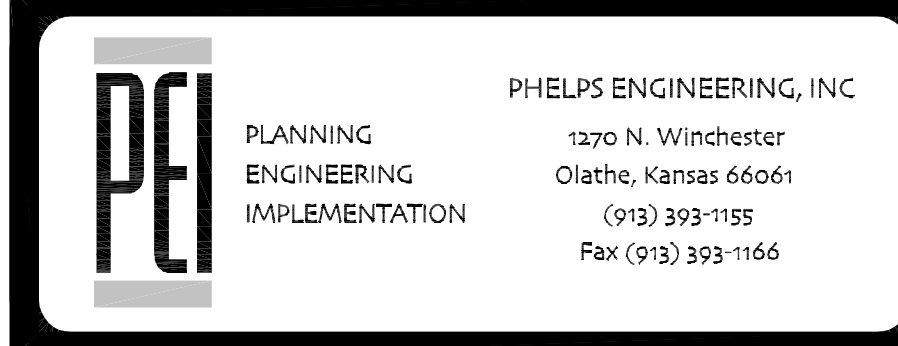 PEI
PLANNING
ENGINEERING
IMPLEMENTATION
PHELPS ENGINEERING, INC
1270 N. Winchester
Olathe, Kansas 66061
(913) 393-1155
Fax (913) 393-1166